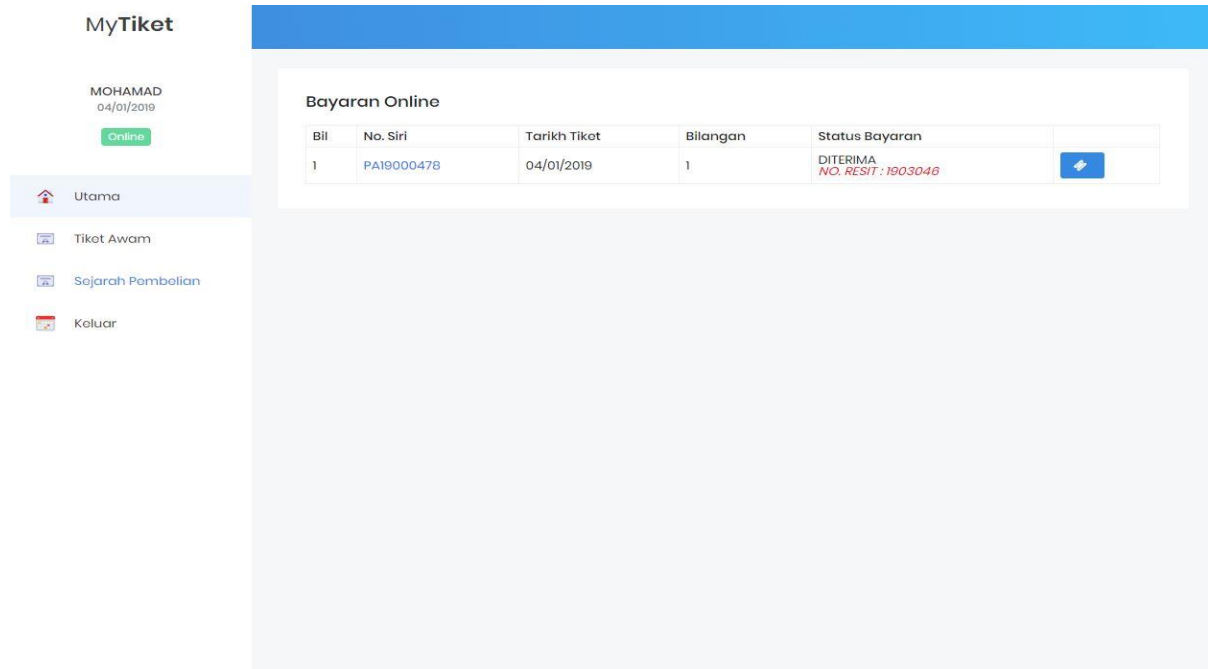 MyTiket
MOHAMAD
04/01/2019
Online
Utama
Tiket Awam
Sejarah Pembelian
Keluar
Bayaran Online
Bil No. Siri Tarikh Tiket Bilangan Status Bayaran
1 PA19000478 04/01/2019 1 DITERIMA
NO. RESIT : 1903046